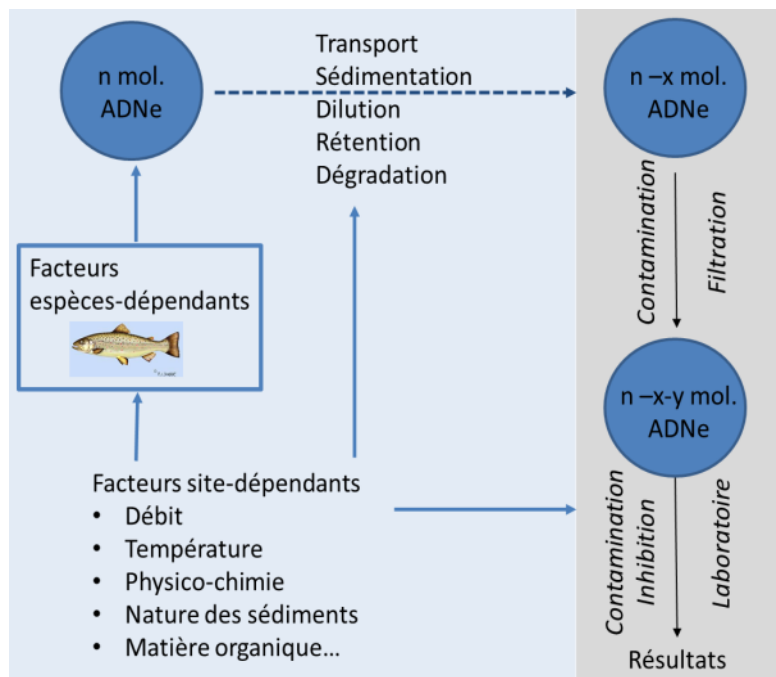 n mol.
ADNe
Transport
Sédimentation
Dilution
Rétention
Dégradation
n –x mol.
ADNe
Contamination
Filtration
Facteurs
espèces-dépendants
n –x-y mol.
ADNe
Facteurs site-dépendants
• Débit
• Température
• Physico-chimie
• Nature des sédiments
• Matière organique…
Contamination
Inhibition
Laboratoire
Résultats